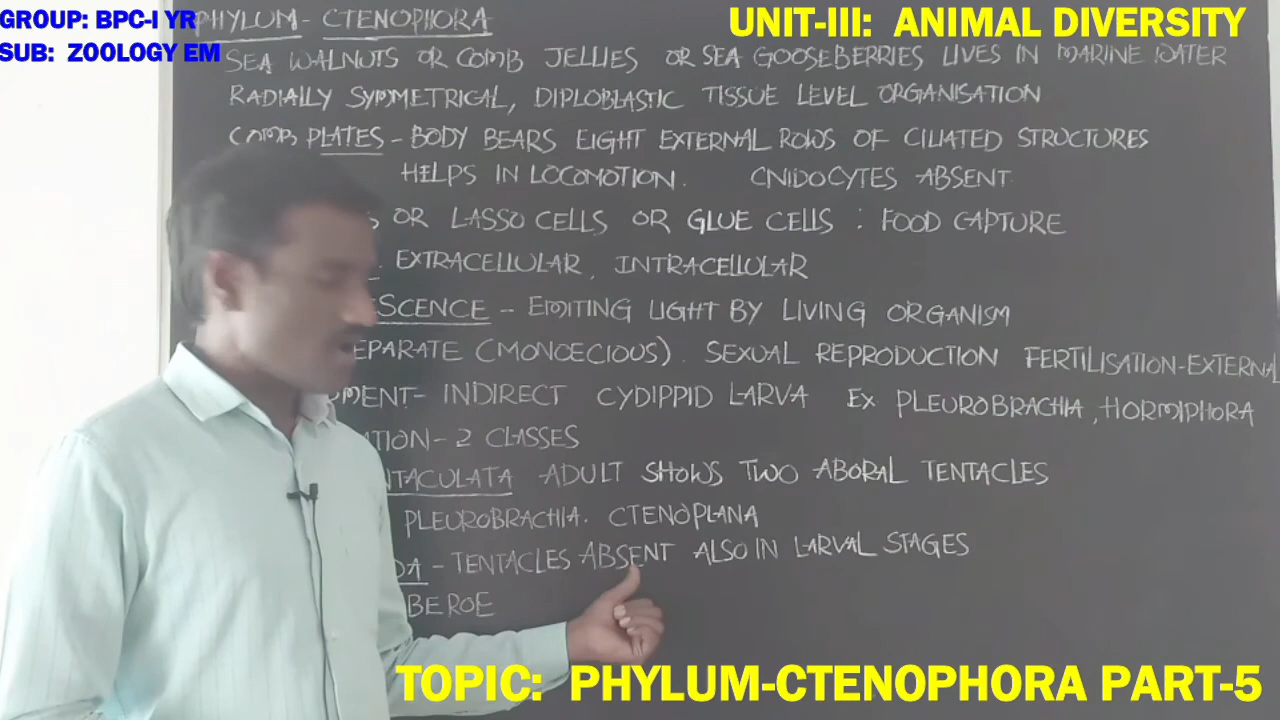 GROUP: BPC-I YR
SUB: ZOOLOGY EM
UNIT-III: ANIMAL DIVERSITY
PHYLUM- CTENOPHORA
SEA WALNUTS OR COMB JELLIES OR SEA GOOSEBERRIES LIVES IN MARINE WATER
RADIALLY SYMMETRICAL, DIPLOBLASTIC TISSUE LEVEL ORGANISATION
COMB PLATES - BODY BEARS EIGHT EXTERNAL ROWS OF CILIATED STRUCTURES
HELPS IN LOCOMOTION. CNIDOCYTES ABSENT.
S OR LASSO CELLS OR GLUE CELLS : FOOD CAPTURE
. EXTRACELLULAR, INTRACELLULAR
SCENCE - EMITING LIGHT BY LIVING ORGANISM
EPARATE (MONOECIOUS). SEXUAL REPRODUCTION FERTILISATION-EXTERNAL
MENT- INDIRECT CYDIPPID LARVA EX PLEUROBRACHIA, HORMIPHORA
ATION- 2 CLASSES
NTACULATA ADULT SHOWS TWO ABORAL TENTACLES
PLEUROBRACHIA. CTENOPLANA
DA - TENTACLES ABSENT ALSO IN LARVAL STAGES
BEROE
TOPIC: PHYLUM-CTENOPHORA PART-5